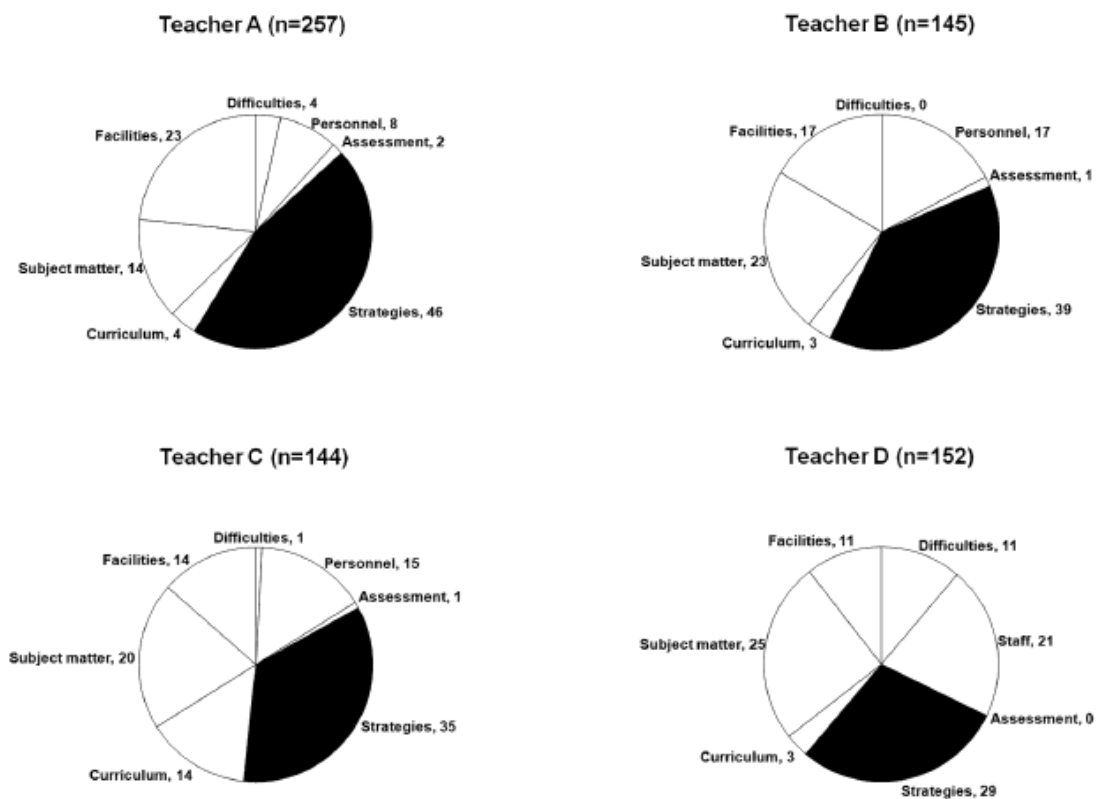 Teacher A (n=257)
Difficulties, 4
Personnel, 8
Assessment, 2
Facilities, 23
Subject matter, 14
Strategies, 46
Curriculum, 4
Teacher B (n=145)
Difficulties, 0
Personnel, 17
Facilities, 17
Assessment, 1
Subject matter, 23
Strategies, 39
Curriculum, 3
Teacher C (n=144)
Difficulties, 1
Facilities, 14
Personnel, 15
Assessment, 1
Subject matter, 20
Strategies, 35
Curriculum, 14
Teacher D (n=152)
Facilities, 11
Difficulties, 11
Subject matter, 25
Staff, 21
Assessment, 0
Curriculum, 3
Strategies, 29